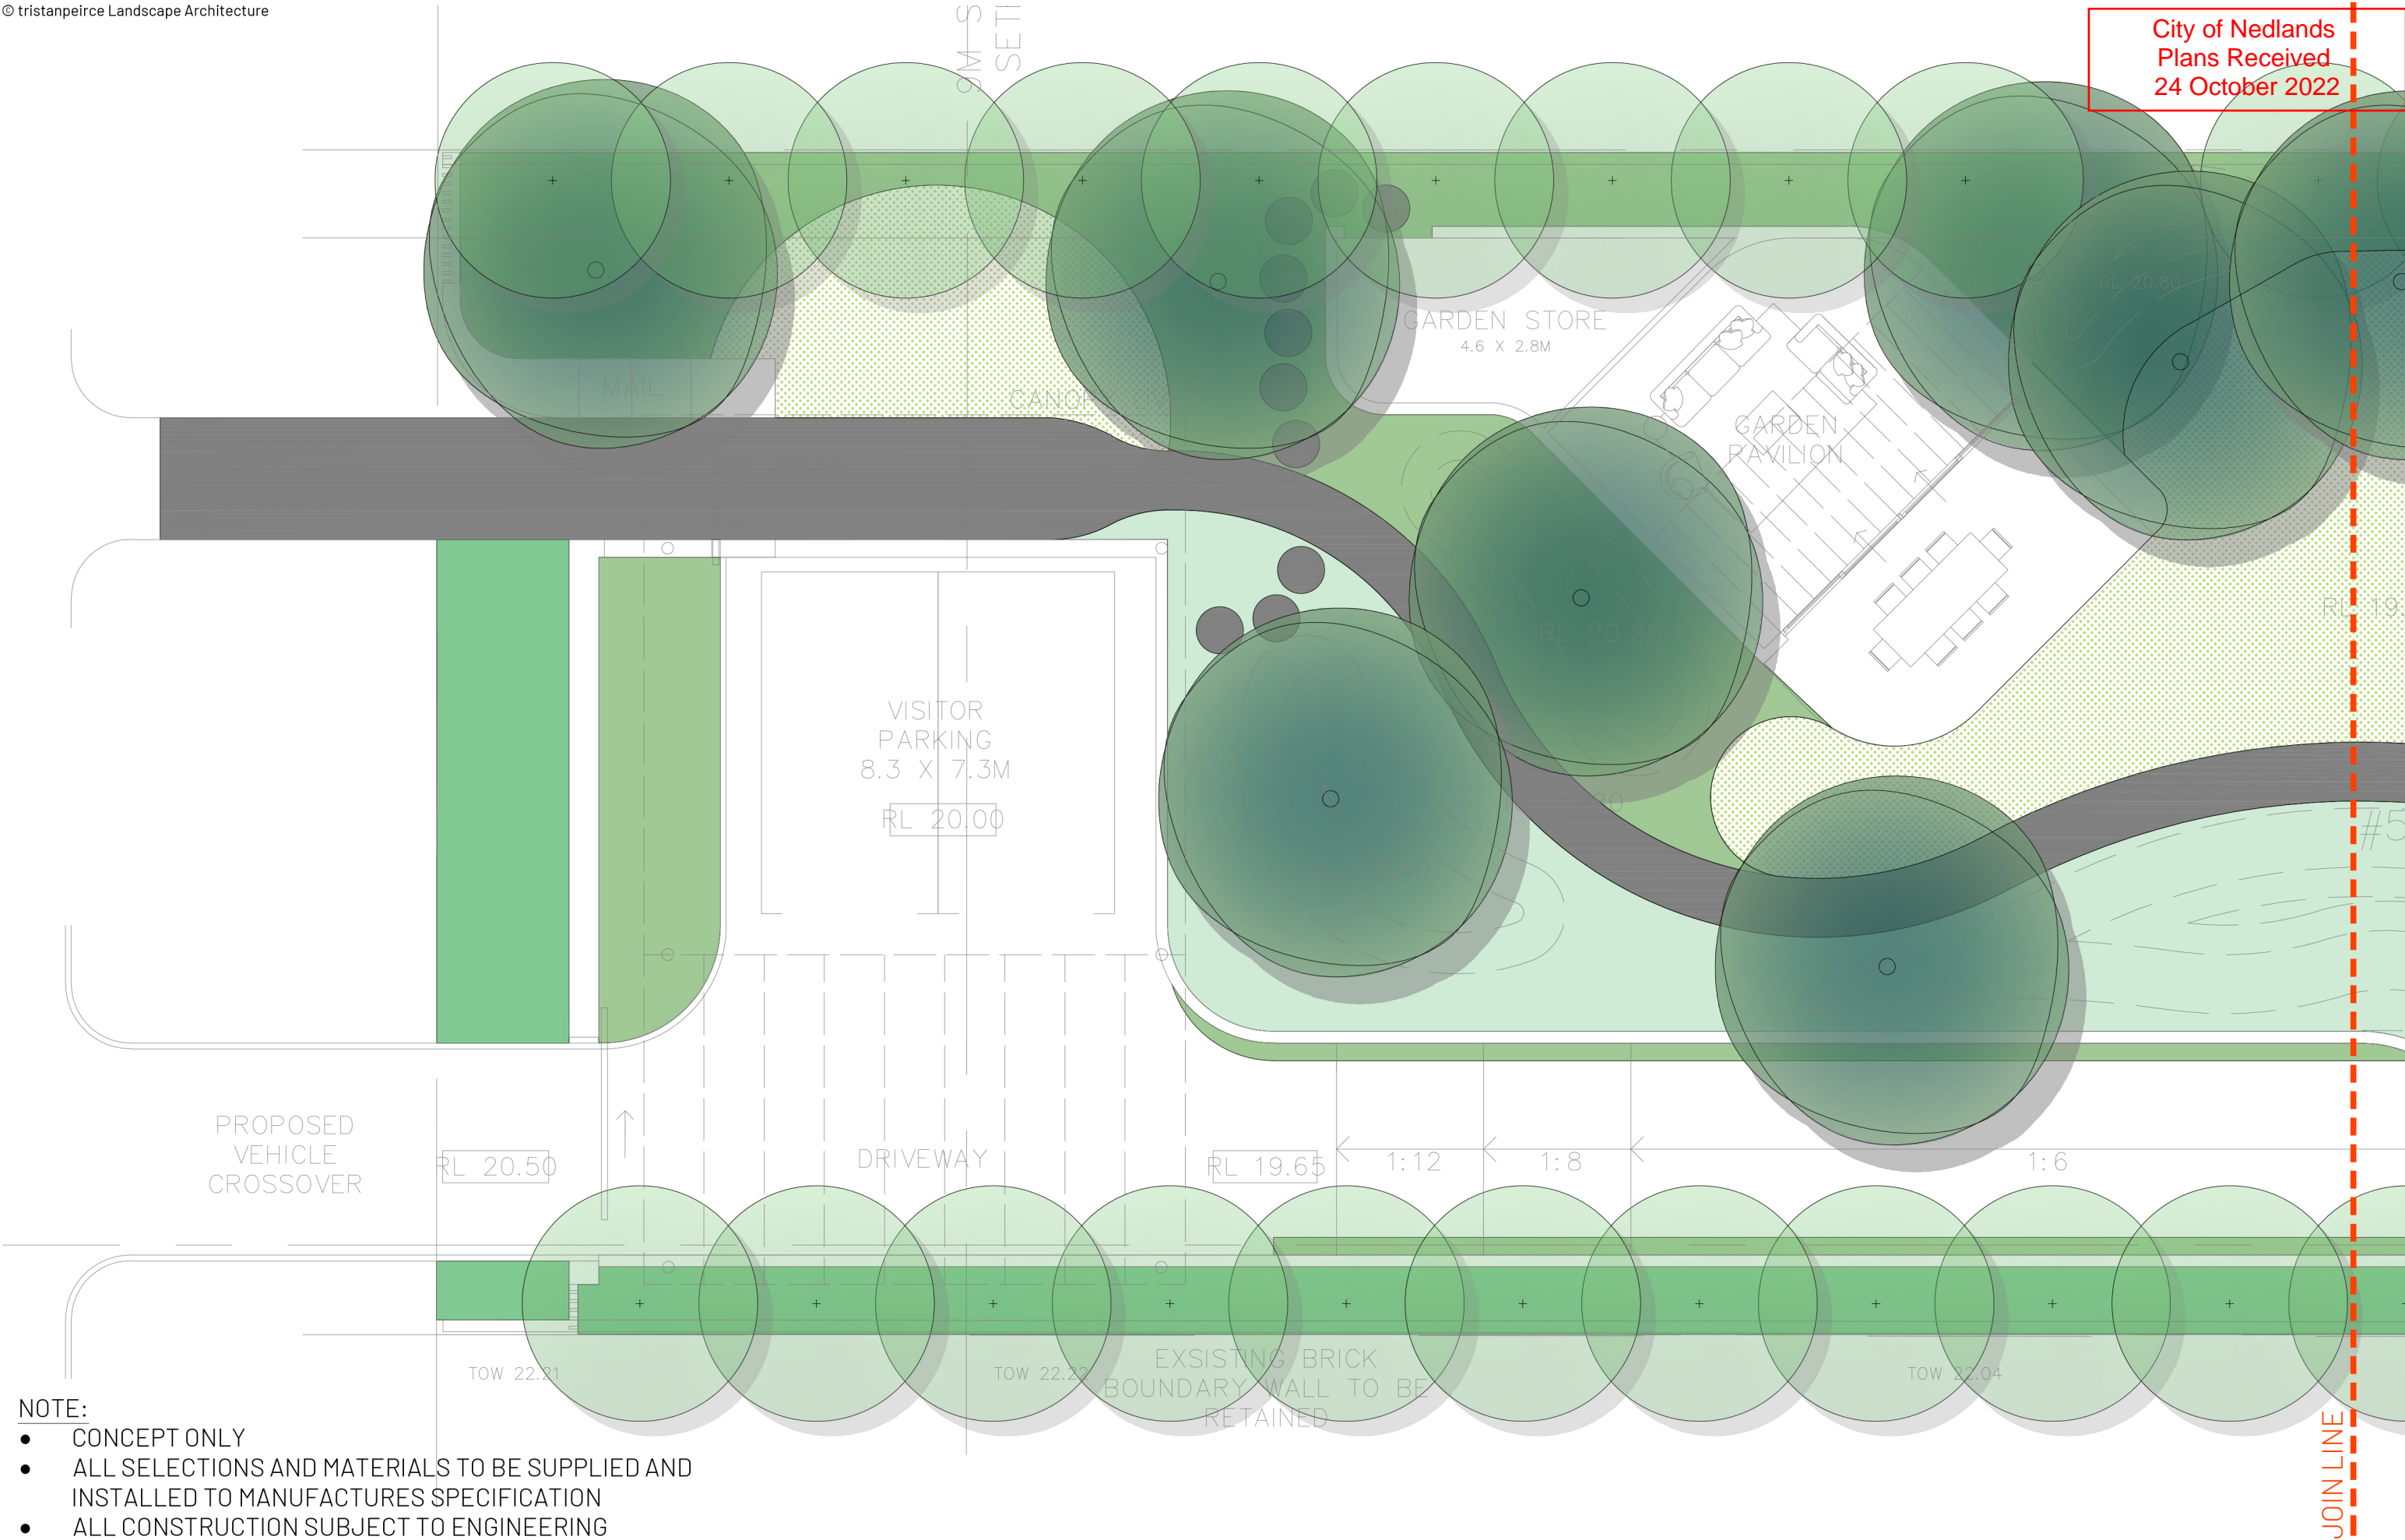 © tristanpeirce Landscape Architecture
City of Nedlands
Plans Received
24 October 2022
9M
MAIL
GARDEN STORE
4.6 X 2.8M
RL 20.80
GARDEN
PAVILION
RL 20.20
VISITOR
PARKING
8.3 X 7.3M
RL 20.00
PROPOSED
VEHICLE
CROSSOVER
RL 20.50
DRIVEWAY
RL 19.65
1:12
1:8
1:6
TOW 22.21
TOW 22.22
EXSISTING BRICK
BOUNDARY WALL TO BE
RETAINED
TOW 22.04
JOIN LINE
NOTE:
● CONCEPT ONLY
● ALL SELECTIONS AND MATERIALS TO BE SUPPLIED AND
INSTALLED TO MANUFACTURES SPECIFICATION
● ALL CONSTRUCTION SUBJECT TO ENGINEERING